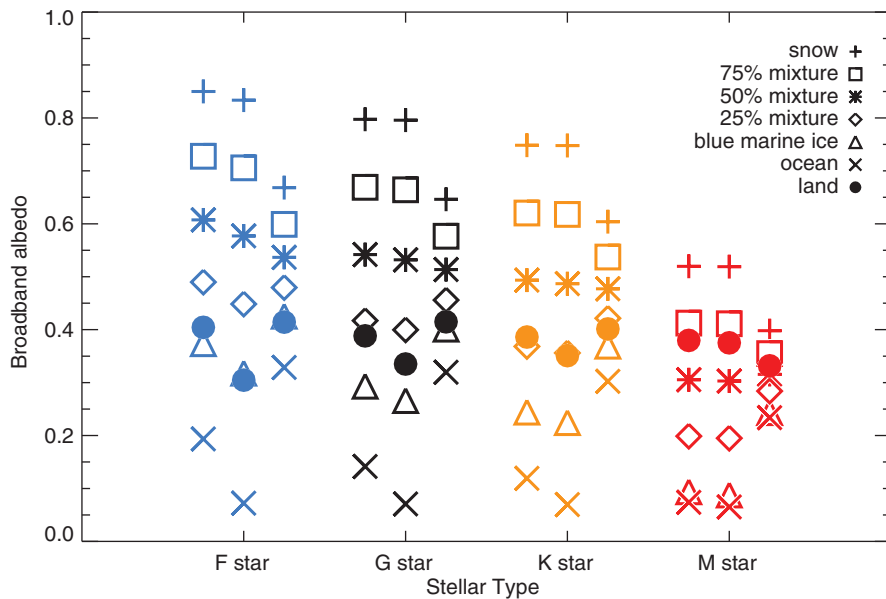 1.0
0.8
0.6
0.4
0.2
0.0
Broadband albedo
snow
75% mixture
50% mixture
25% mixture
blue marine ice
ocean
land
F star
G star
K star
M star
Stellar Type